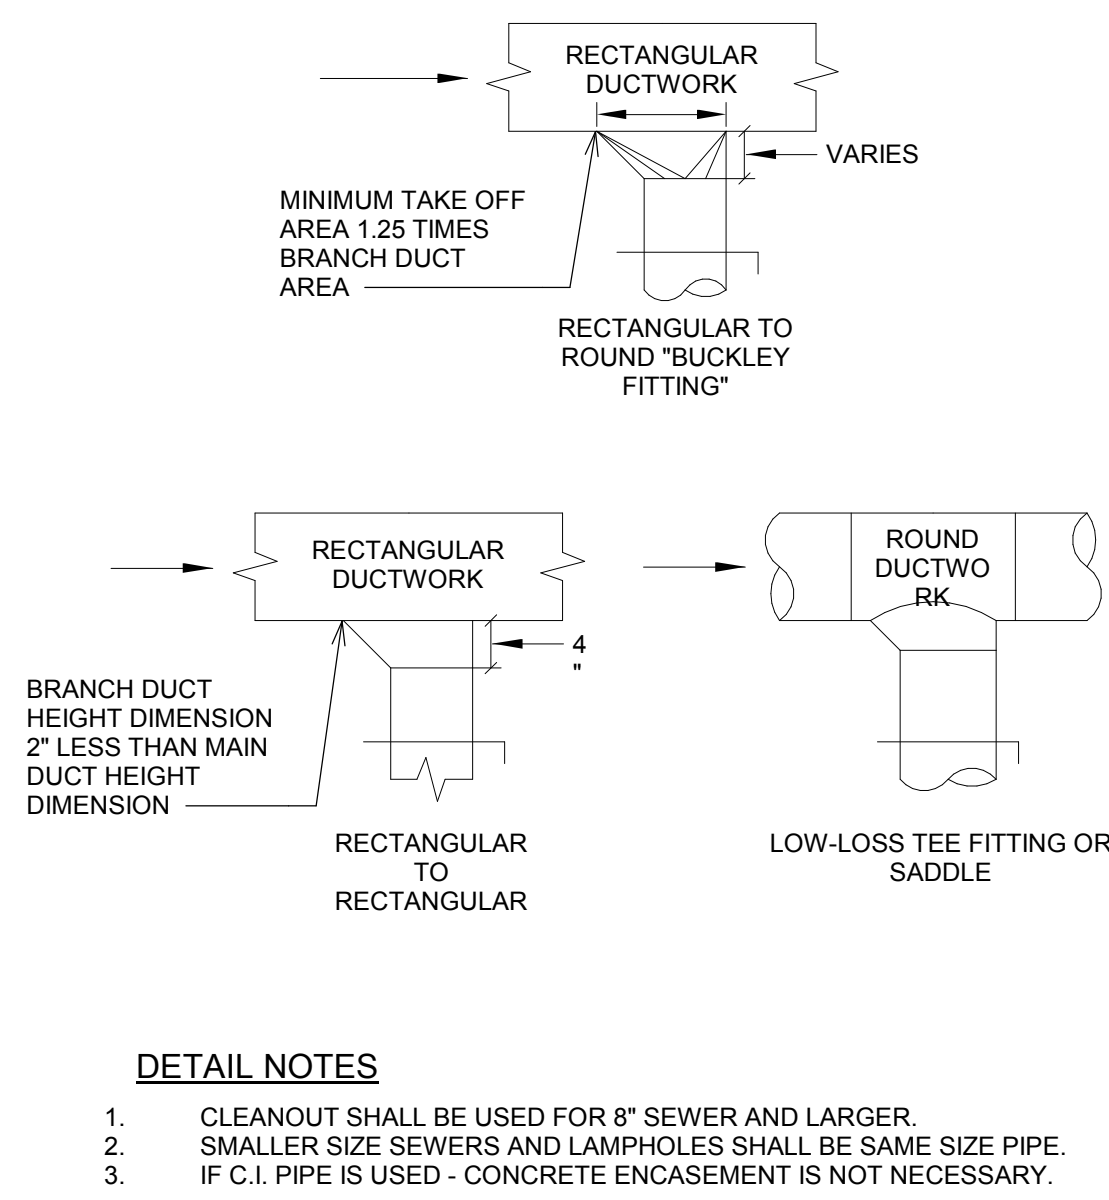 RECTANGULAR
DUCTWORK
VARIES
MINIMUM TAKE OFF
AREA 1.25 TIMES
BRANCH DUCT
AREA
RECTANGULAR TO
ROUND "BUCKLEY
FITTING"
RECTANGULAR
DUCTWORK
4
"
BRANCH DUCT
HEIGHT DIMENSION
2" LESS THAN MAIN
DUCT HEIGHT
DIMENSION
RECTANGULAR
TO
RECTANGULAR
ROUND
DUCTWO
RK
LOW-LOSS TEE FITTING OR
SADDLE
DETAIL NOTES
1. CLEANOUT SHALL BE USED FOR 8" SEWER AND LARGER.
2. SMALLER SIZE SEWERS AND LAMPHOLES SHALL BE SAME SIZE PIPE.
3. IF C.I. PIPE IS USED - CONCRETE ENCASEMENT IS NOT NECESSARY.